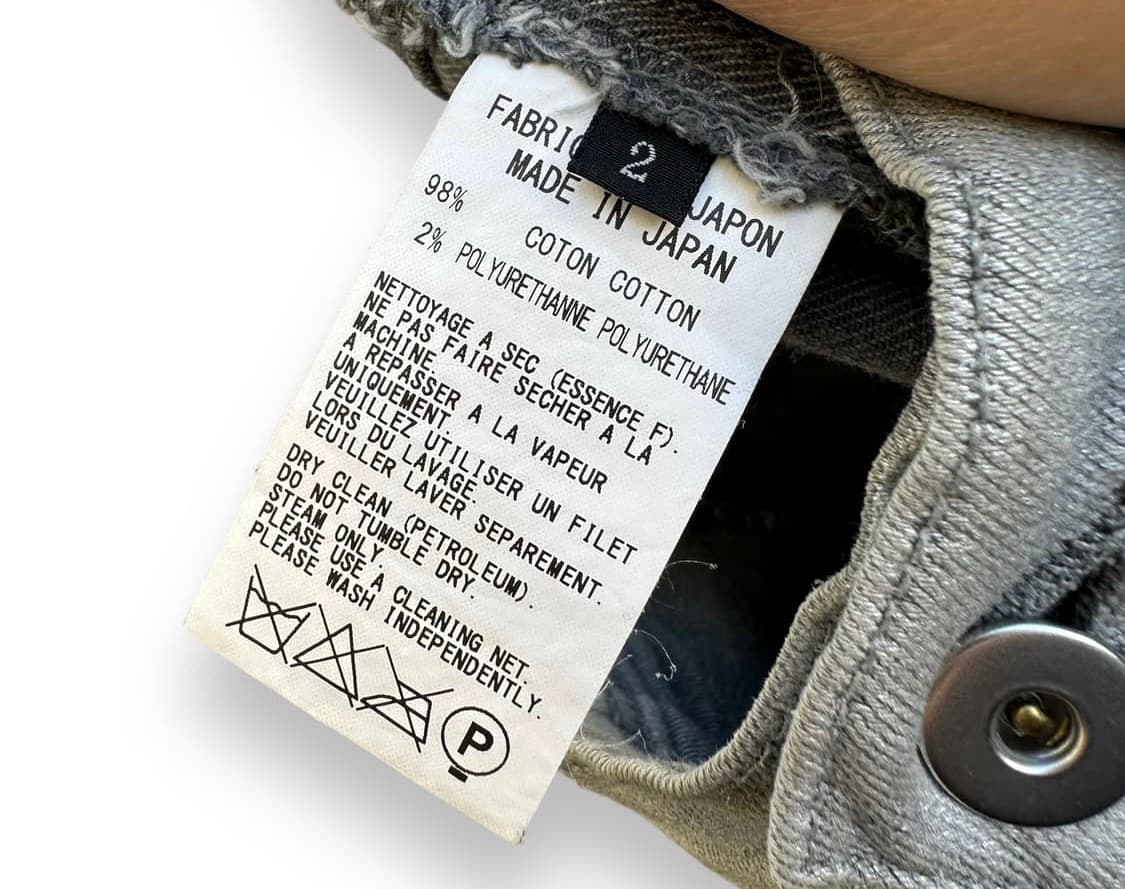 2
FABRIC JAPON
MADE IN JAPAN
98% COTON COTTON
2% POLYURETHANNE POLYURETHANE
NETTOYAGE A SEC (ESSENCE F).
NE PAS FAIRE SECHER A LA
MACHINE.
A REPASSER A LA VAPEUR
UNIQUEMENT.
VEUILLEZ UTILISER UN FILET
LORS DU LAVAGE.
VEUILLER LAVER SEPAREMENT.
DRY CLEAN (PETROLEUM).
DO NOT TUMBLE DRY.
STEAM ONLY.
PLEASE USE A CLEANING NET.
PLEASE WASH INDEPENDENTLY.
P